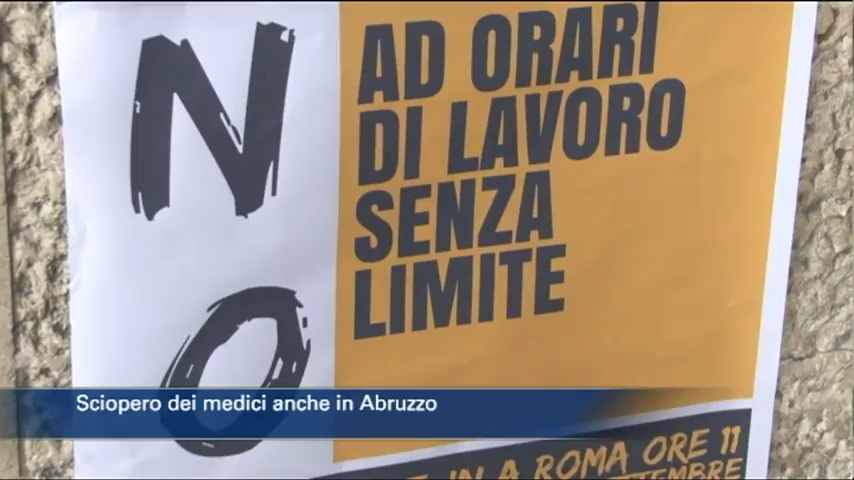 NO
AD ORARI
DI LAVORO
SENZA
LIMITE
Sciopero dei medici anche in Abruzzo
IN A ROMA ORE 11